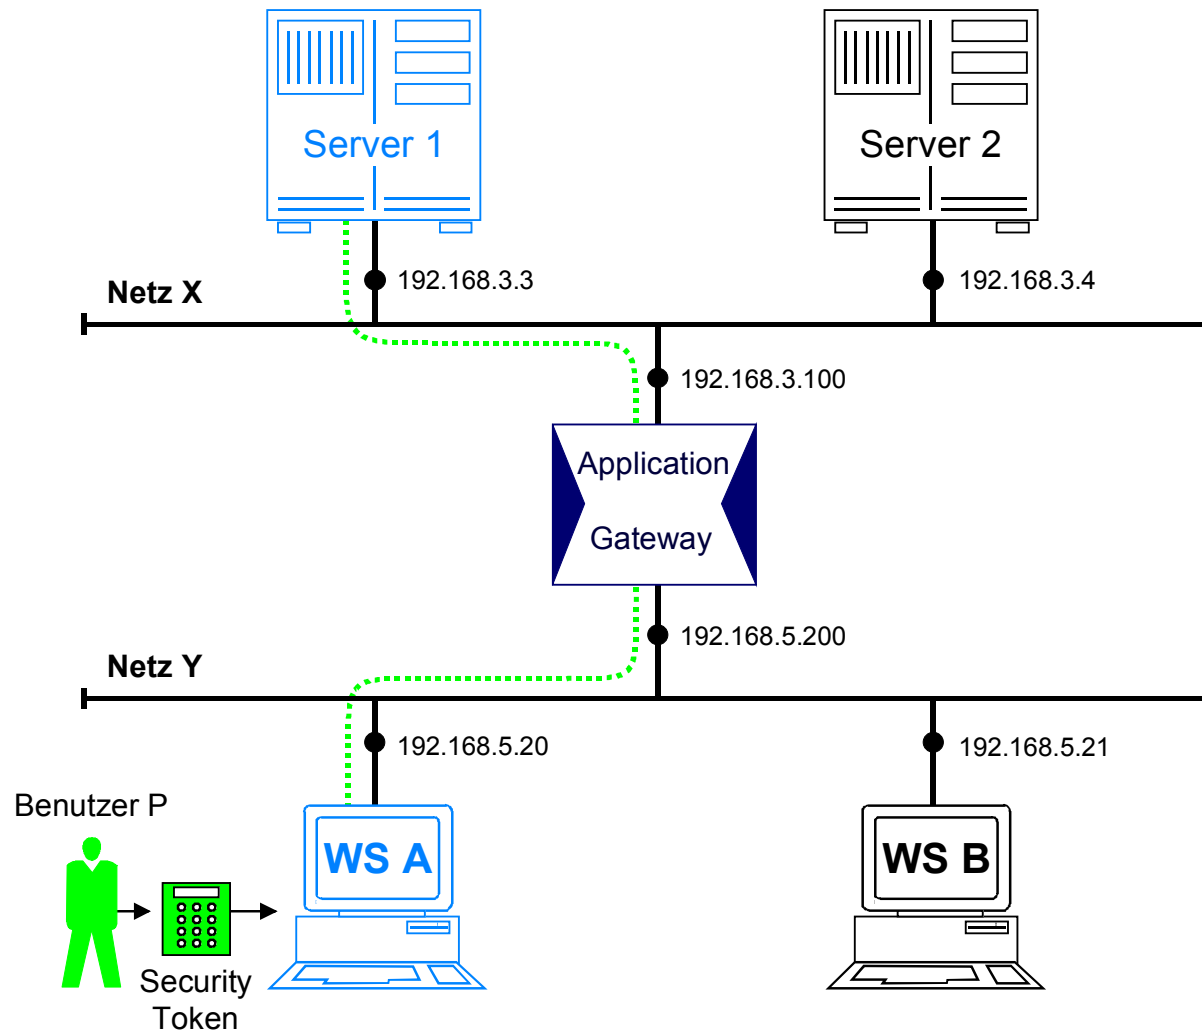 Server 1
Server 2
192.168.3.3
192.168.3.4
Netz X
192.168.3.100
Application
Gateway
192.168.5.200
Netz Y
192.168.5.20
192.168.5.21
Benutzer P
WS A
WS B
Security
Token